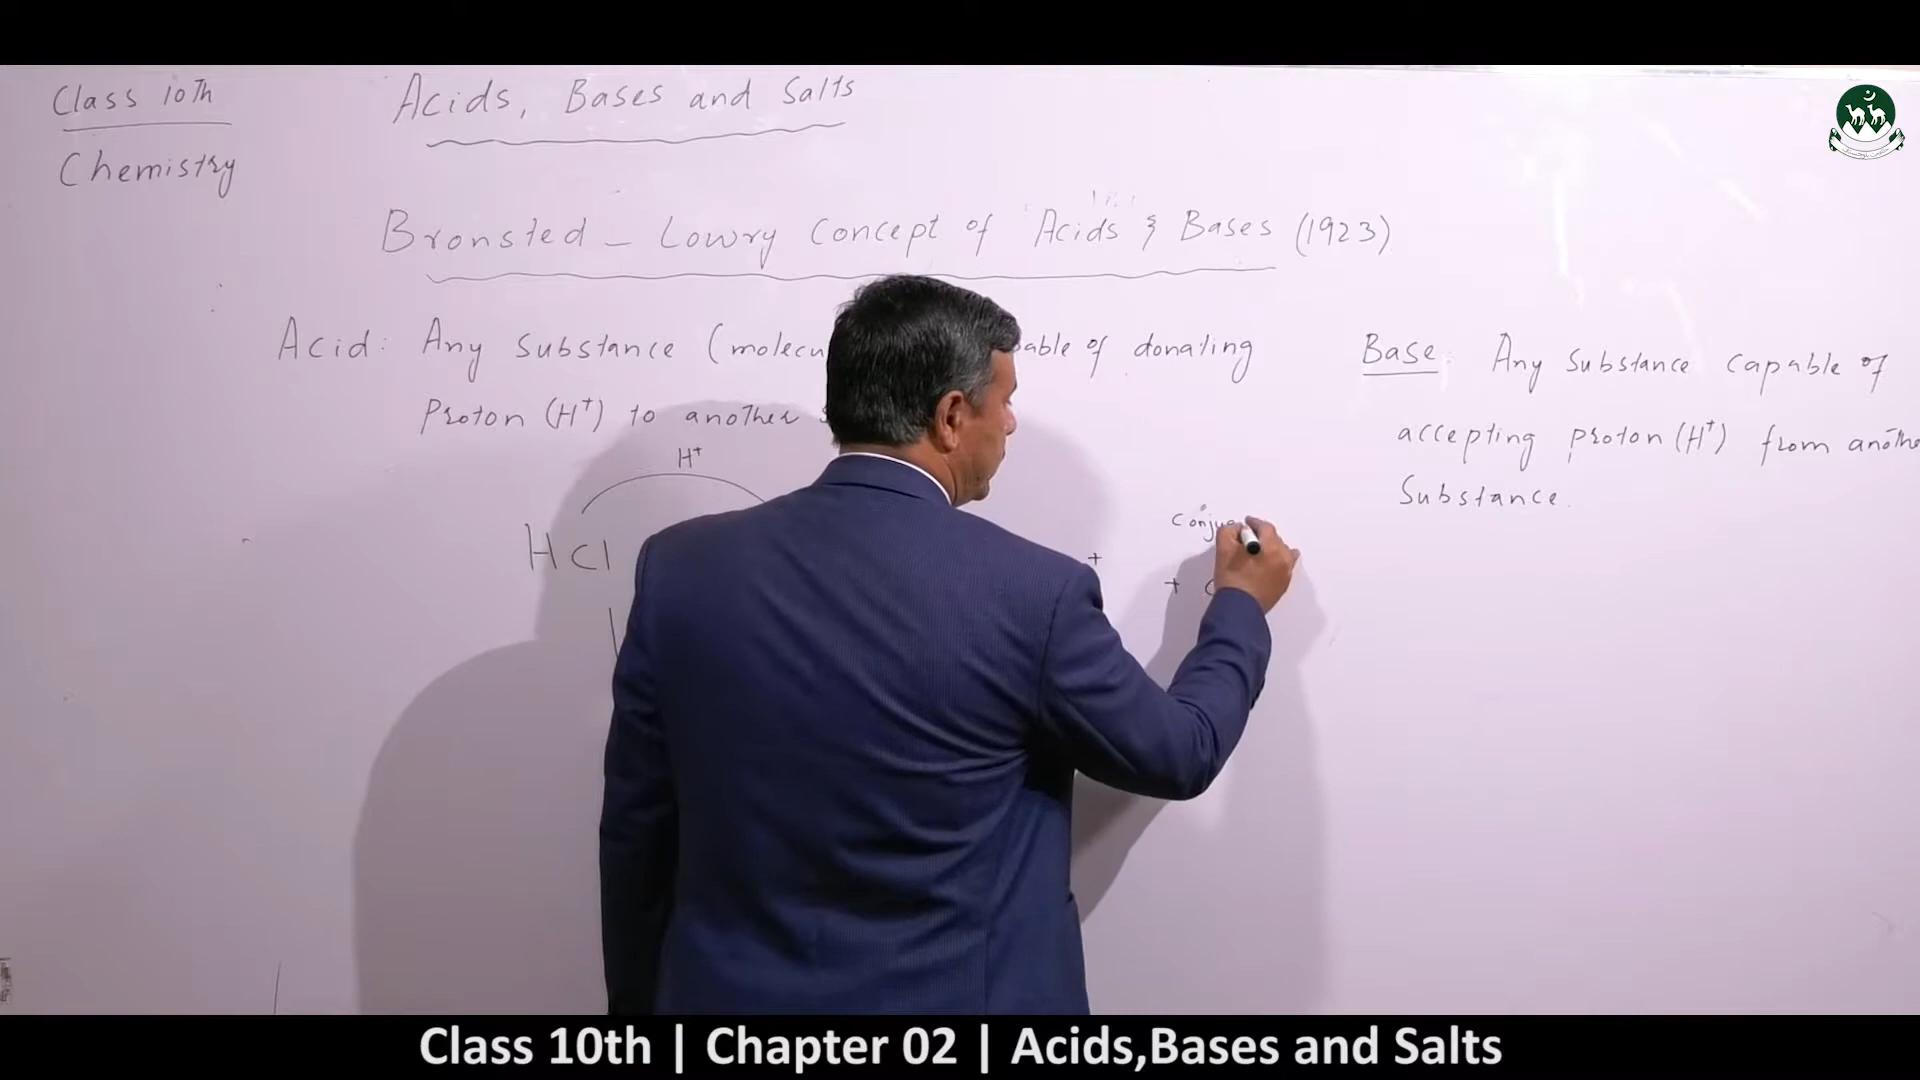 Class 10Th
Acids, Bases and Salts
Chemistry
Bronsted - Lowry Concept of Acids & Bases (1923)
Acid: Any substance (molecu able of donating
Proton (H⁺) to another
Base: Any substance capable of
accepting proton (H⁺) from anothe
Substance.
H⁺
HCl
+
Conju
+ C
Class 10th | Chapter 02 | Acids,Bases and Salts